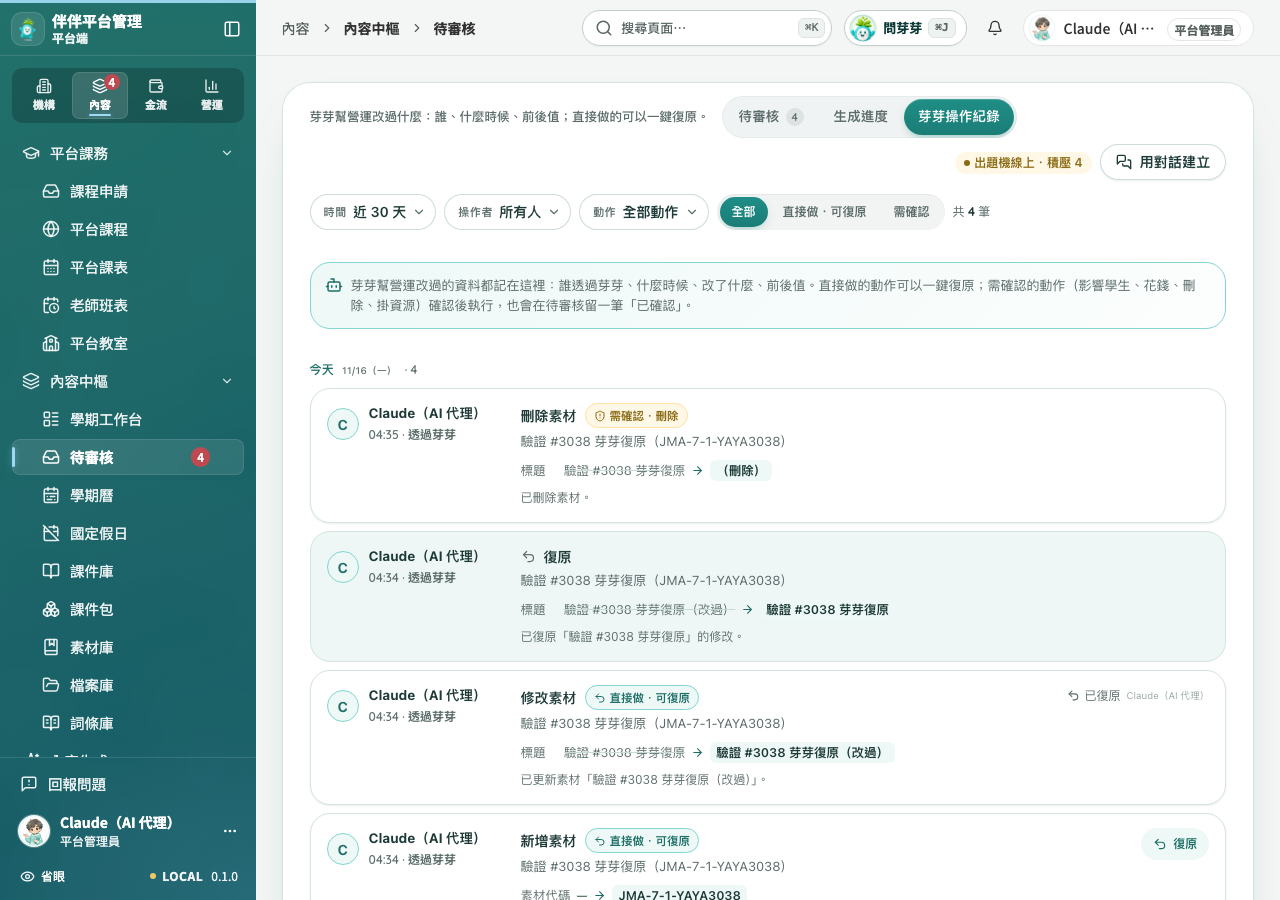 伴伴平台管理
平台端
機構
內容
4
金流
營運
平台課務
課程申請
平台課程
平台課表
老師班表
平台教室
內容中樞
學期工作台
待審核
4
學期曆
國定假日
課件庫
課件包
素材庫
檔案庫
詞條庫
回報問題
Claude（AI 代理）
平台管理員
省眼
LOCAL 0.1.0
內容 > 內容中樞 > 待審核
搜尋頁面…
⌘K
問芽芽
⌘J
Claude（AI …
平台管理員
芽芽幫營運改過什麼：誰、什麼時候、前後值；直接做的可以一鍵復原。
待審核 4
生成進度
芽芽操作紀錄
出題機線上 · 積壓 4
用對話建立
時間 近 30 天
操作者 所有人
動作 全部動作
全部
直接做 · 可復原
需確認
共 4 筆
芽芽幫營運改過的資料都記在這裡：誰透過芽芽、什麼時候、改了什麼、前後值。直接做的動作可以一鍵復原；需確認的動作（影響學生、花錢、刪
除、掛資源）確認後執行，也會在待審核留一筆「已確認」。
今天 11/16（一） · 4
C
Claude（AI 代理）
04:35 · 透過芽芽
刪除素材 需確認 · 刪除
驗證 #3038 芽芽復原（JMA-7-1-YAYA3038）
標題 驗證 #3038 芽芽復原 → （刪除）
已刪除素材。
C
Claude（AI 代理）
04:34 · 透過芽芽
復原
驗證 #3038 芽芽復原（JMA-7-1-YAYA3038）
標題 驗證 #3038 芽芽復原（改過） → 驗證 #3038 芽芽復原
已復原「驗證 #3038 芽芽復原」的修改。
C
Claude（AI 代理）
04:34 · 透過芽芽
修改素材 直接做 · 可復原
已復原 Claude（AI 代理）
驗證 #3038 芽芽復原（JMA-7-1-YAYA3038）
標題 驗證 #3038 芽芽復原 → 驗證 #3038 芽芽復原（改過）
已更新素材「驗證 #3038 芽芽復原（改過）」。
C
Claude（AI 代理）
04:34 · 透過芽芽
新增素材 直接做 · 可復原
復原
驗證 #3038 芽芽復原（JMA-7-1-YAYA3038）
素材代碼 — → JMA-7-1-YAYA3038